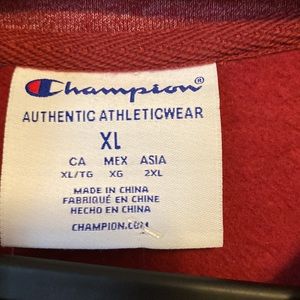 Champion®
AUTHENTIC ATHLETICWEAR
XL
CA MEX ASIA
XL/TG XG 2XL
MADE IN CHINA
FABRIQUÉ EN CHINE
HECHO EN CHINA
CHAMPION.COM